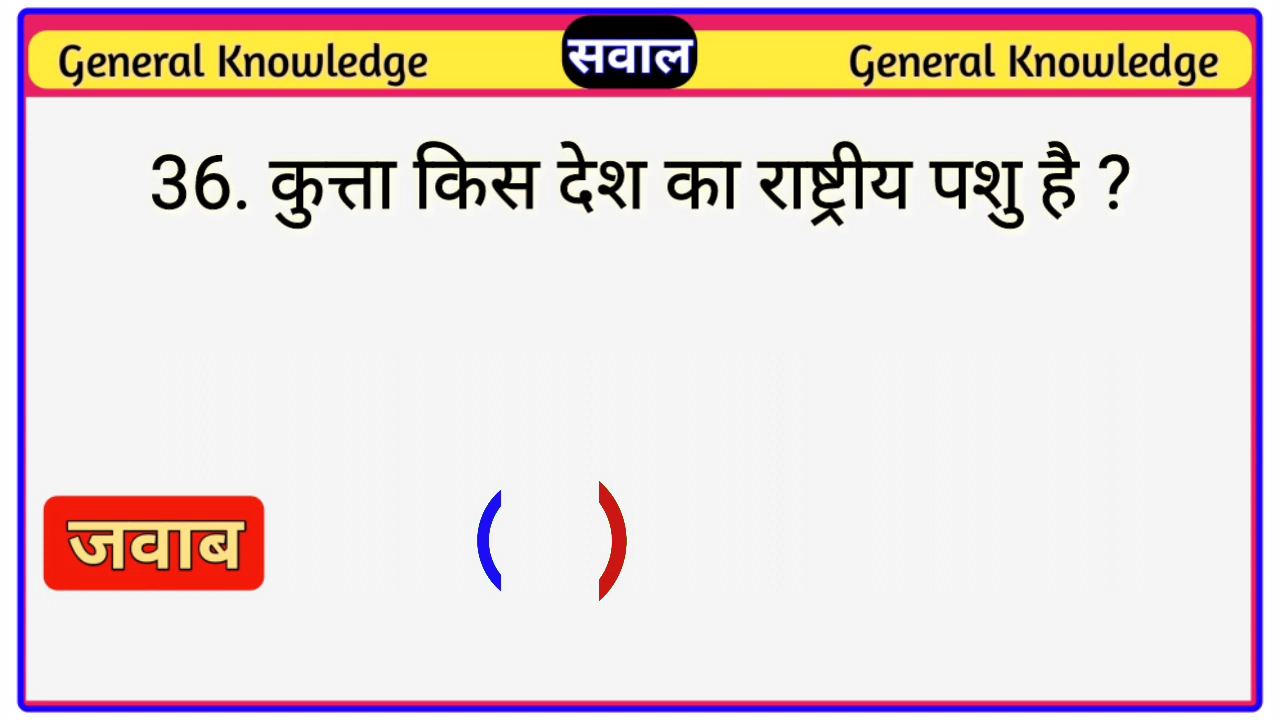 General Knowledge सवाल General Knowledge
36. कुत्ता किस देश का राष्ट्रीय पशु है ?
जवाब